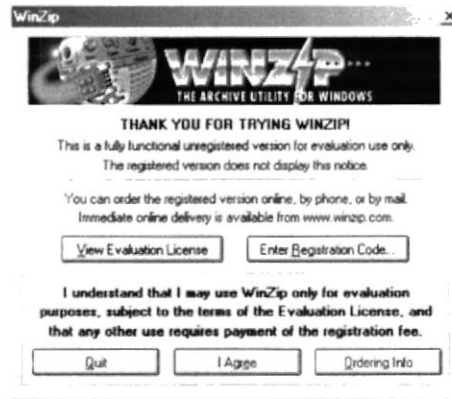 WinZip
WINZIP
THE ARCHIVE UTILITY FOR WINDOWS
THANK YOU FOR TRYING WINZIP!
This is a fully functional unregistered version for evaluation use only.
The registered version does not display this notice.
You can order the registered version online, by phone, or by mail.
Immediate online delivery is available from www.winzip.com.
View Evaluation License
Enter Registration Code...
I understand that I may use WinZip only for evaluation
purposes, subject to the terms of the Evaluation License, and
that any other use requires payment of the registration fee.
Quit
I Agree
Ordering Info